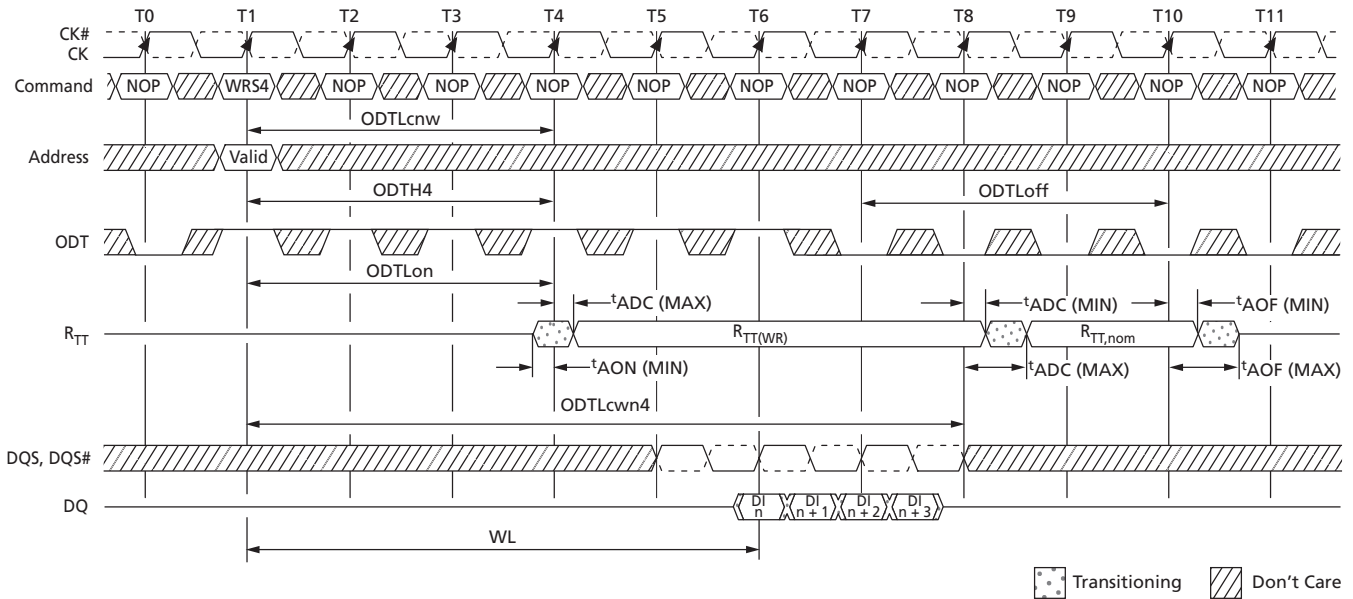 T0 T1 T2 T3 T4 T5 T6 T7 T8 T9 T10 T11
CK#
CK
Command NOP WRS4 NOP NOP NOP NOP NOP NOP NOP NOP NOP NOP
ODTLcnw
Address Valid
ODTH4 ODTLoff
ODT
ODTLon
tADC (MAX) tADC (MIN) tAOF (MIN)
RTT RTT(WR) RTT,nom
tAON (MIN) tADC (MAX) tAOF (MAX)
ODTLcwn4
DQS, DQS#
DQ DI n DI n + 1 DI n + 2 DI n + 3
WL
Transitioning Don't Care